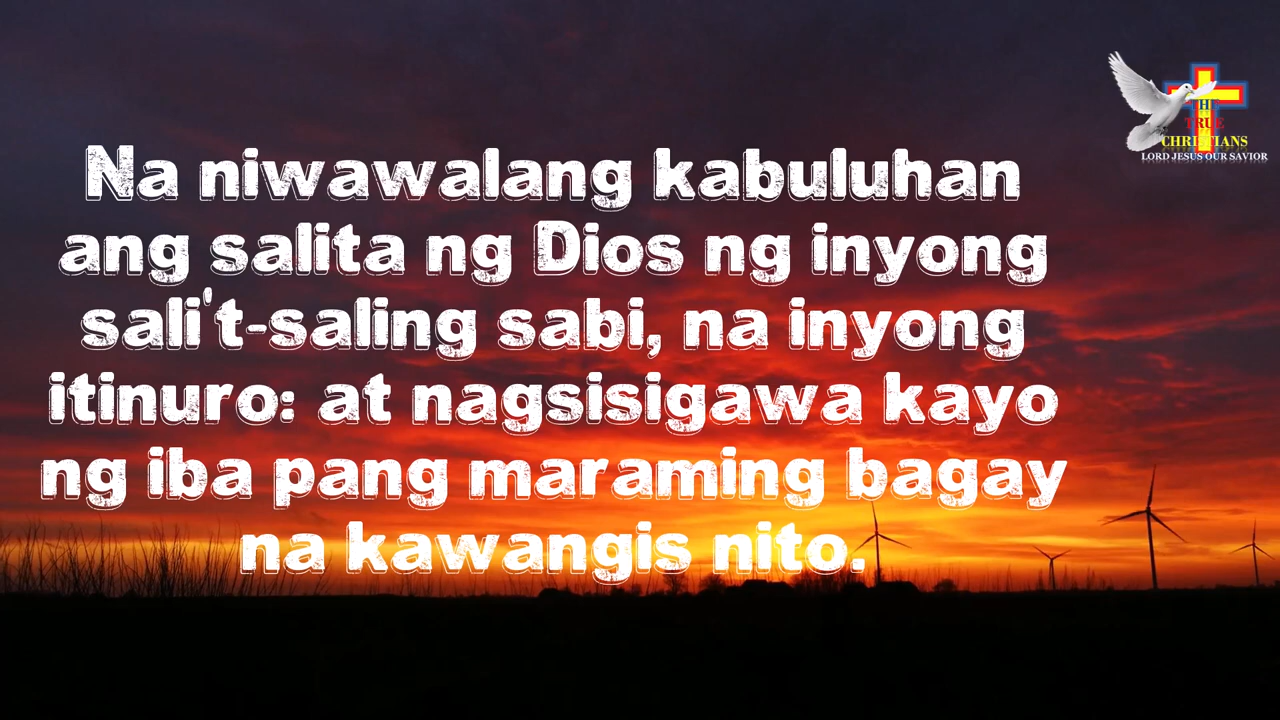 Na niwawalang kabuluhan
ang salita ng Dios ng inyong
sali't-saling sabi, na inyong
itinuro: at nagsisigawa kayo
ng iba pang maraming bagay
na kawangis nito.
THE
TRUE
CHRISTIANS
LORD JESUS OUR SAVIOR